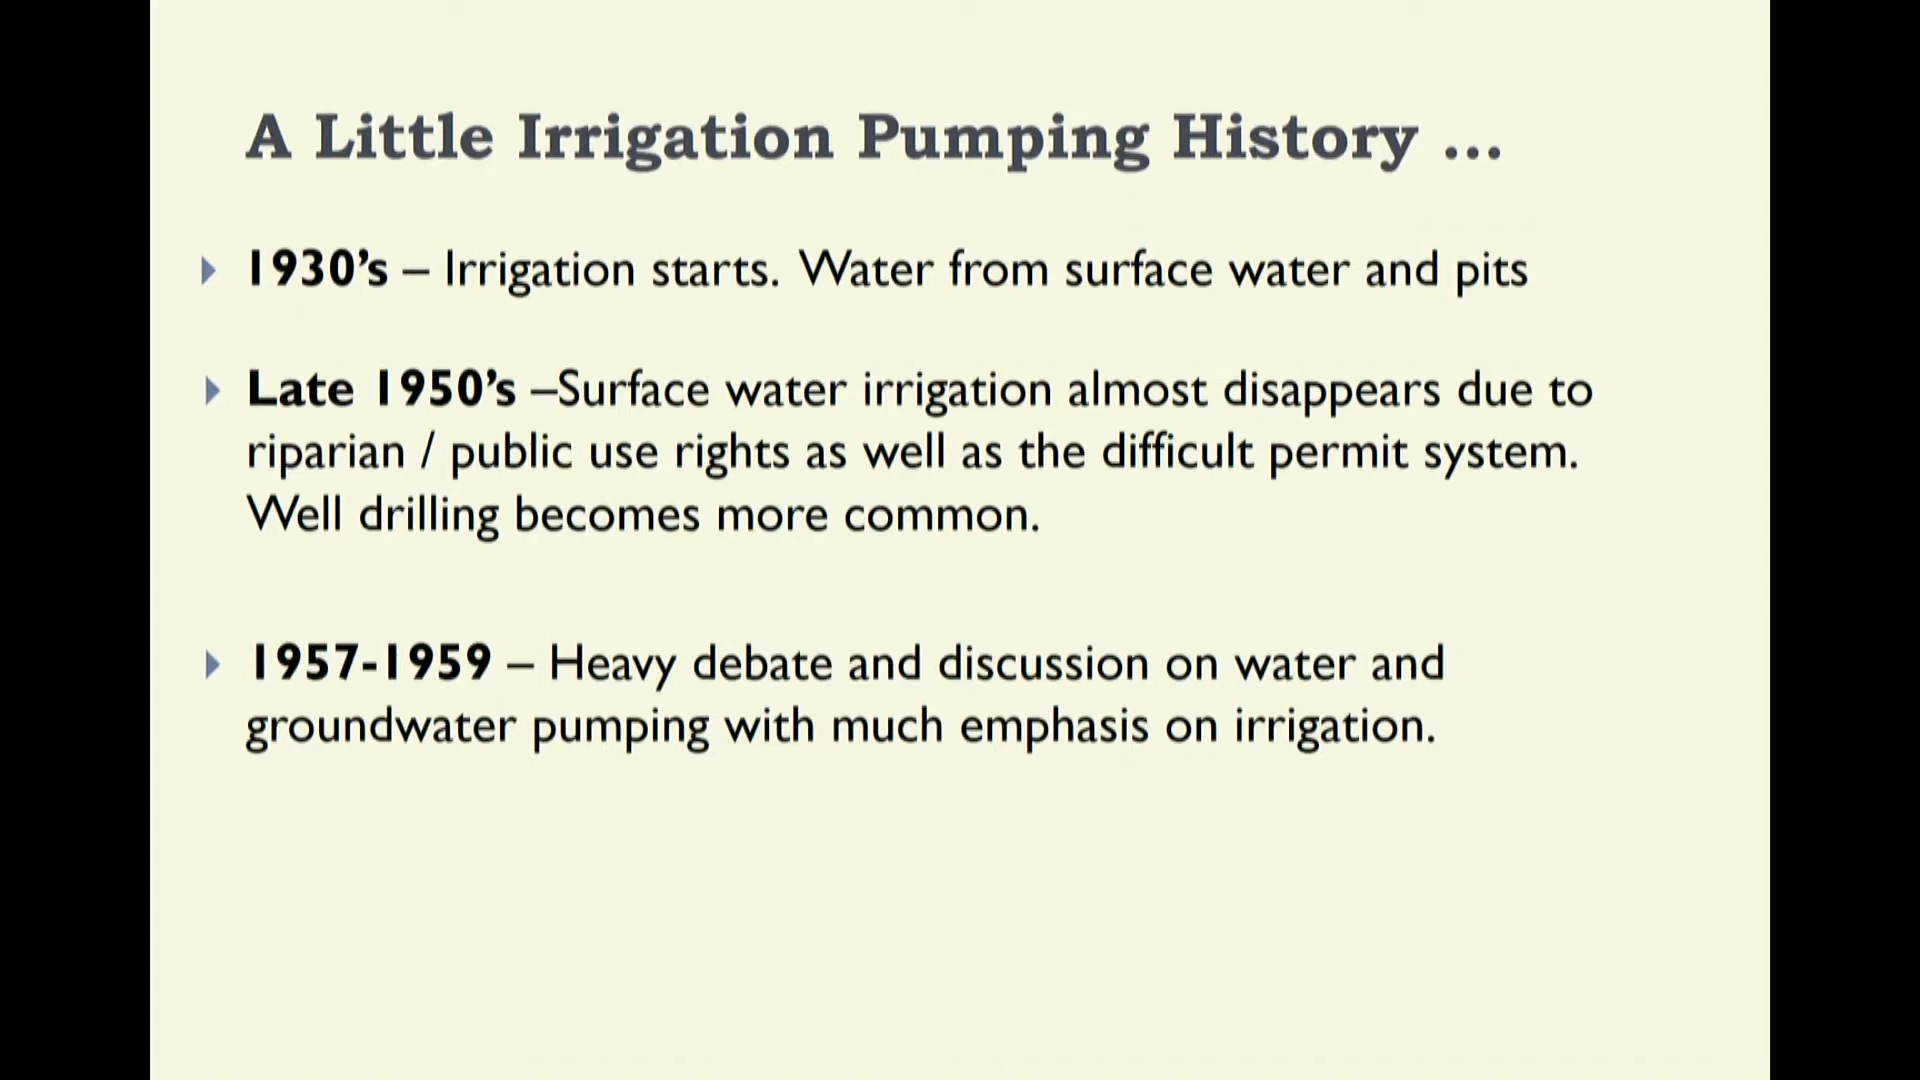 A Little Irrigation Pumping History ...
1930’s – Irrigation starts. Water from surface water and pits
Late 1950’s –Surface water irrigation almost disappears due to
riparian / public use rights as well as the difficult permit system.
Well drilling becomes more common.
1957-1959 – Heavy debate and discussion on water and
groundwater pumping with much emphasis on irrigation.